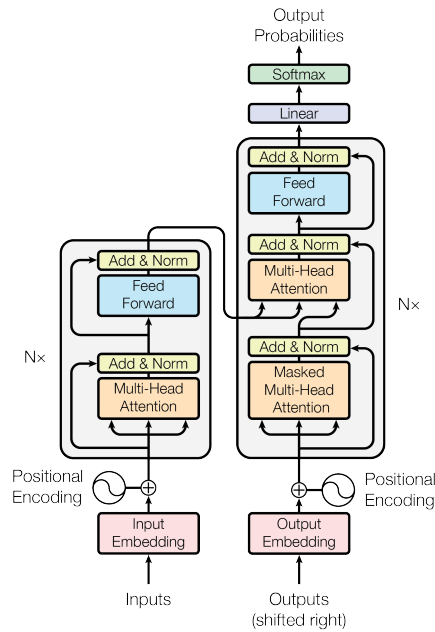 Output
Probabilities
Softmax
Linear
Add & Norm
Feed
Forward
Add & Norm
Multi-Head
Attention
Nx
Add & Norm
Masked
Multi-Head
Attention
Add & Norm
Feed
Forward
Nx
Add & Norm
Multi-Head
Attention
Positional
Encoding
Positional
Encoding
Input
Embedding
Output
Embedding
Inputs
Outputs
(shifted right)